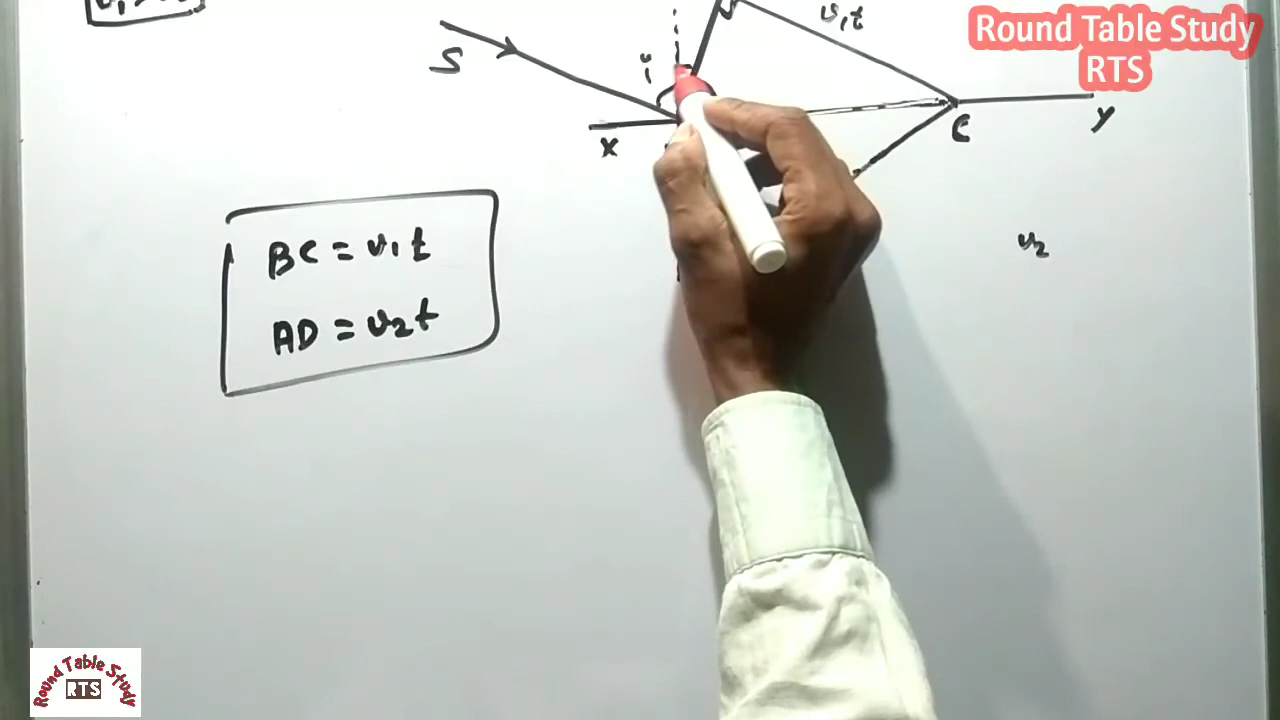 v₁t
Round Table Study
RTS
S
i
X
C
Y
BC = v₁t
AD = v₂t
v₂
Round Table Study
RTS